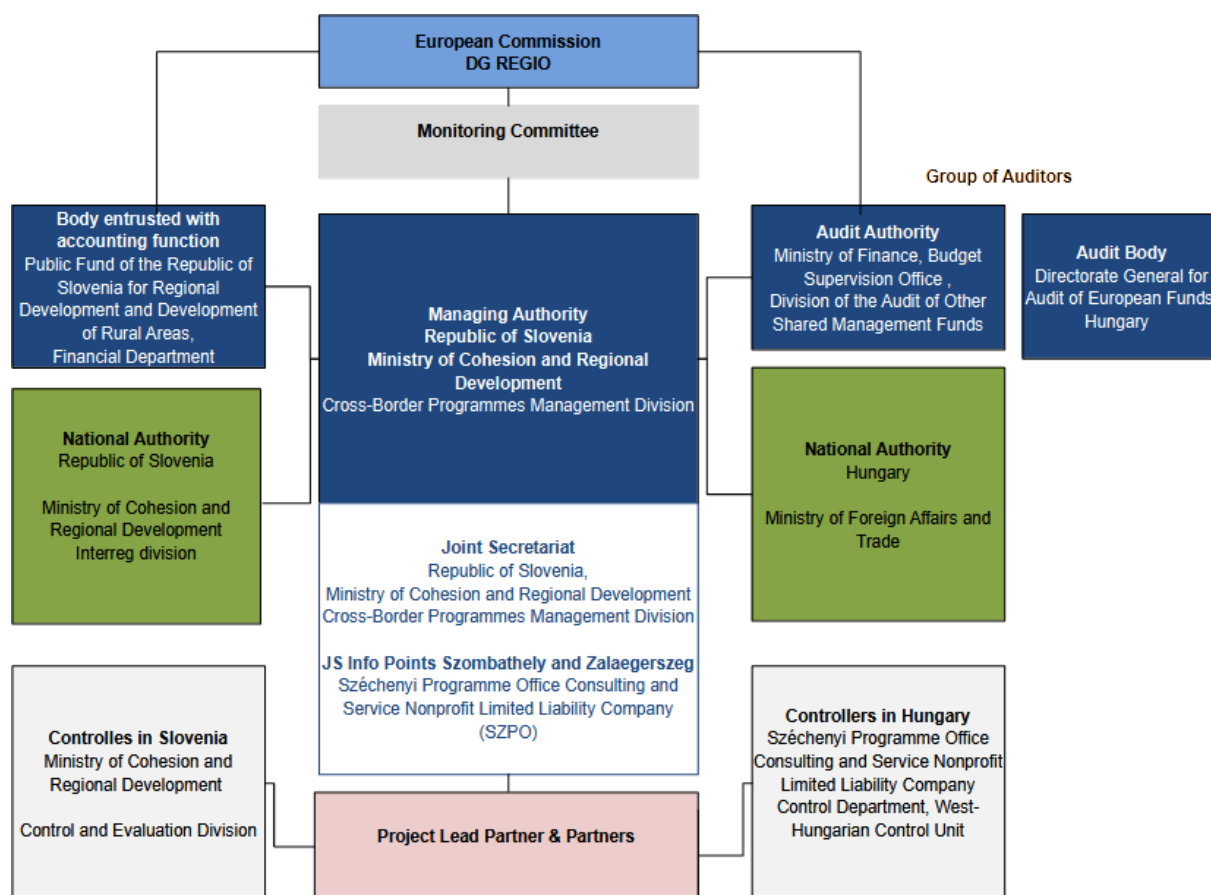 European Commission
DG REGIO
Monitoring Committee
Group of Auditors
Body entrusted with
accounting function
Public Fund of the Republic of
Slovenia for Regional
Development and Development
of Rural Areas,
Financial Department
Managing Authority
Republic of Slovenia
Ministry of Cohesion and Regional
Development
Cross-Border Programmes Management Division
Audit Authority
Ministry of Finance, Budget
Supervision Office ,
Division of the Audit of Other
Shared Management Funds
Audit Body
Directorate General for
Audit of European Funds
Hungary
National Authority
Republic of Slovenia
Ministry of Cohesion and
Regional Development
Interreg division
National Authority
Hungary
Ministry of Foreign Affairs and
Trade
Joint Secretariat
Republic of Slovenia,
Ministry of Cohesion and Regional Development
Cross-Border Programmes Management Division
JS Info Points Szombathely and Zalaegerszeg
Széchenyi Programme Office Consulting and
Service Nonprofit Limited Liability Company
(SZPO)
Controlles in Slovenia
Ministry of Cohesion and
Regional Development
Control and Evaluation Division
Controllers in Hungary
Széchenyi Programme Office
Consulting and Service Nonprofit
Limited Liability Company
Control Department, West-
Hungarian Control Unit
Project Lead Partner & Partners